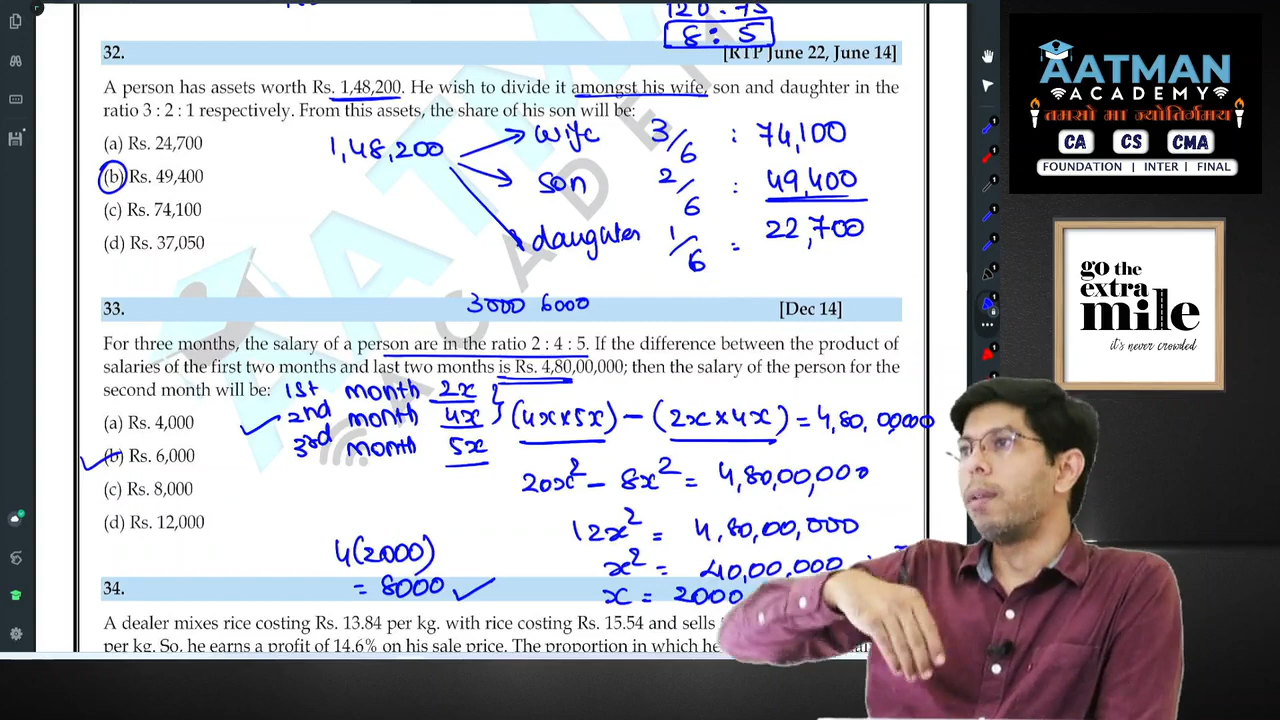 120 : 75
8 : 5
32. [RTP June 22, June 14]
A person has assets worth Rs. 1,48,200. He wish to divide it amongst his wife, son and daughter in the
ratio 3 : 2 : 1 respectively. From this assets, the share of his son will be:
(a) Rs. 24,700
(b) Rs. 49,400
(c) Rs. 74,100
(d) Rs. 37,050
1,48,200
wife 3/6 : 74,100
son 2/6 : 49,400
daughter 1/6 = 22,700
33. 3000 6000 [Dec 14]
For three months, the salary of a person are in the ratio 2 : 4 : 5. If the difference between the product of
salaries of the first two months and last two months is Rs. 4,80,00,000; then the salary of the person for the
second month will be:
(a) Rs. 4,000
(b) Rs. 6,000
(c) Rs. 8,000
(d) Rs. 12,000
1st month 2x
2nd month 4x
3rd month 5x
(4x x 5x) - (2x x 4x) = 4,80,00,000
20x² - 8x² = 4,80,00,000
12x² = 4,80,00,000
x² = 40,00,000
x = 2000
4(2000)
= 8000
34.
A dealer mixes rice costing Rs. 13.84 per kg. with rice costing Rs. 15.54 and sells
per kg. So, he earns a profit of 14.6% on his sale price. The proportion in which he
AATMAN
ACADEMY
तमसो मा ज्योतिर्गमय
CA CS CMA
FOUNDATION | INTER | FINAL
go the
extra
mile
it's never crowded
ACADEMY